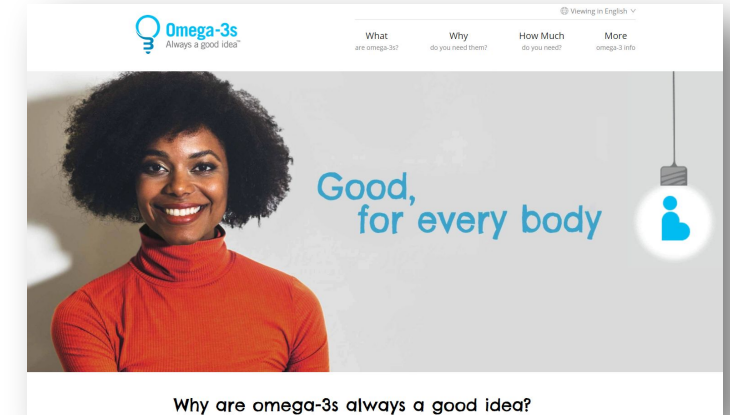 Viewing in English
Omega-3s
Always a good idea™
What
are omega-3s?
Why
do you need them?
How Much
do you need?
More
omega-3 info
Good,
for every body
Why are omega-3s always a good idea?